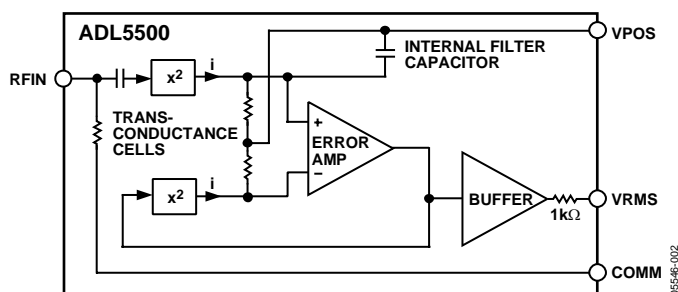 ADL5500
VPOS
INTERNAL FILTER
CAPACITOR
RFIN
x²
i
TRANS-
CONDUCTANCE
CELLS
+
ERROR
AMP
–
x²
i
BUFFER
1kΩ
VRMS
COMM
05546-002